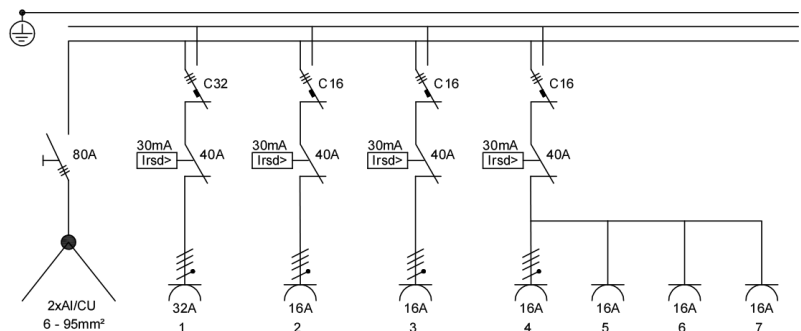 C32
C16
C16
C16
80A
30mA
Irsd>
40A
30mA
Irsd>
40A
30mA
Irsd>
40A
30mA
Irsd>
40A
2xAl/CU
6 - 95mm²
32A
16A
16A
16A
16A
16A
16A
1
2
3
4
5
6
7